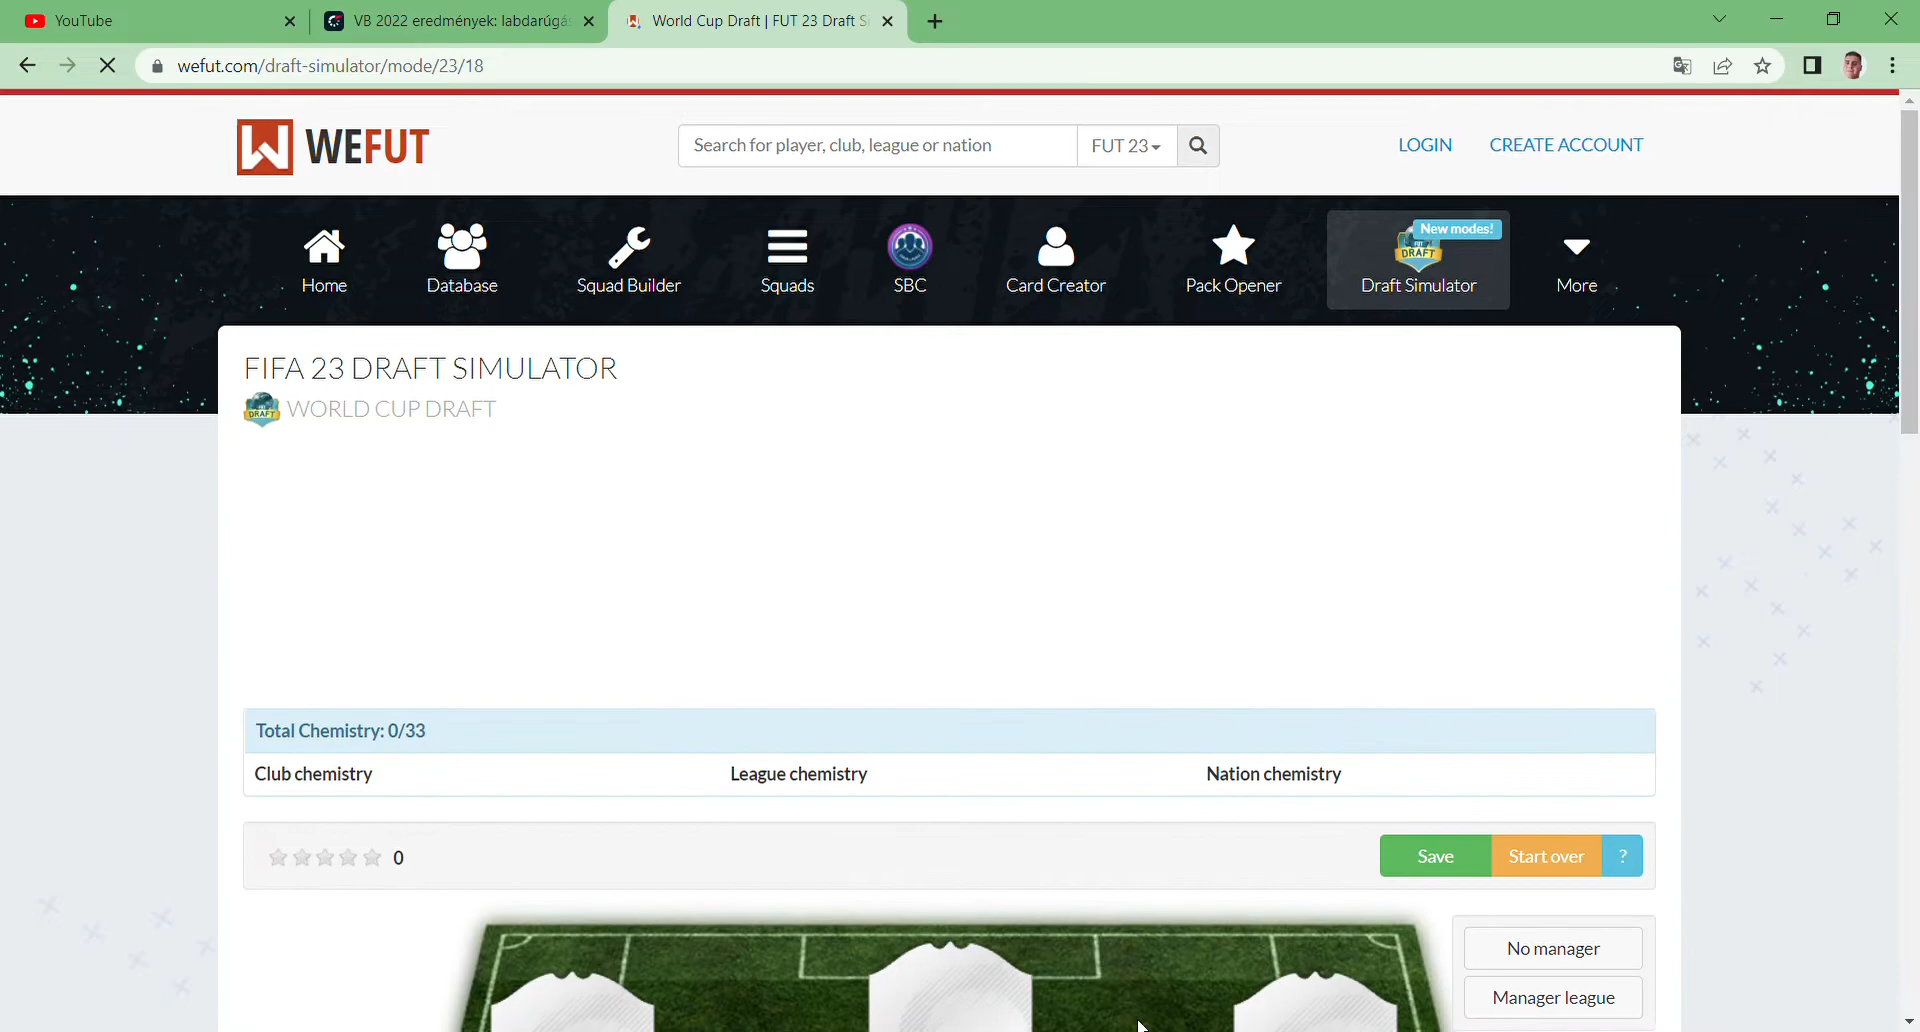 YouTube
VB 2022 eredmények: labdarúgás
World Cup Draft | FUT 23 Draft S
wefut.com/draft-simulator/mode/23/18
WEFUT
Search for player, club, league or nation
FUT 23
LOGIN
CREATE ACCOUNT
New modes!
FUT
DRAFT
Home
Database
Squad Builder
Squads
SBC
Card Creator
Pack Opener
Draft Simulator
More
FIFA 23 DRAFT SIMULATOR
DRAFT
WORLD CUP DRAFT
Total Chemistry: 0/33
Club chemistry
League chemistry
Nation chemistry
0
Save
Start over
?
No manager
Manager league